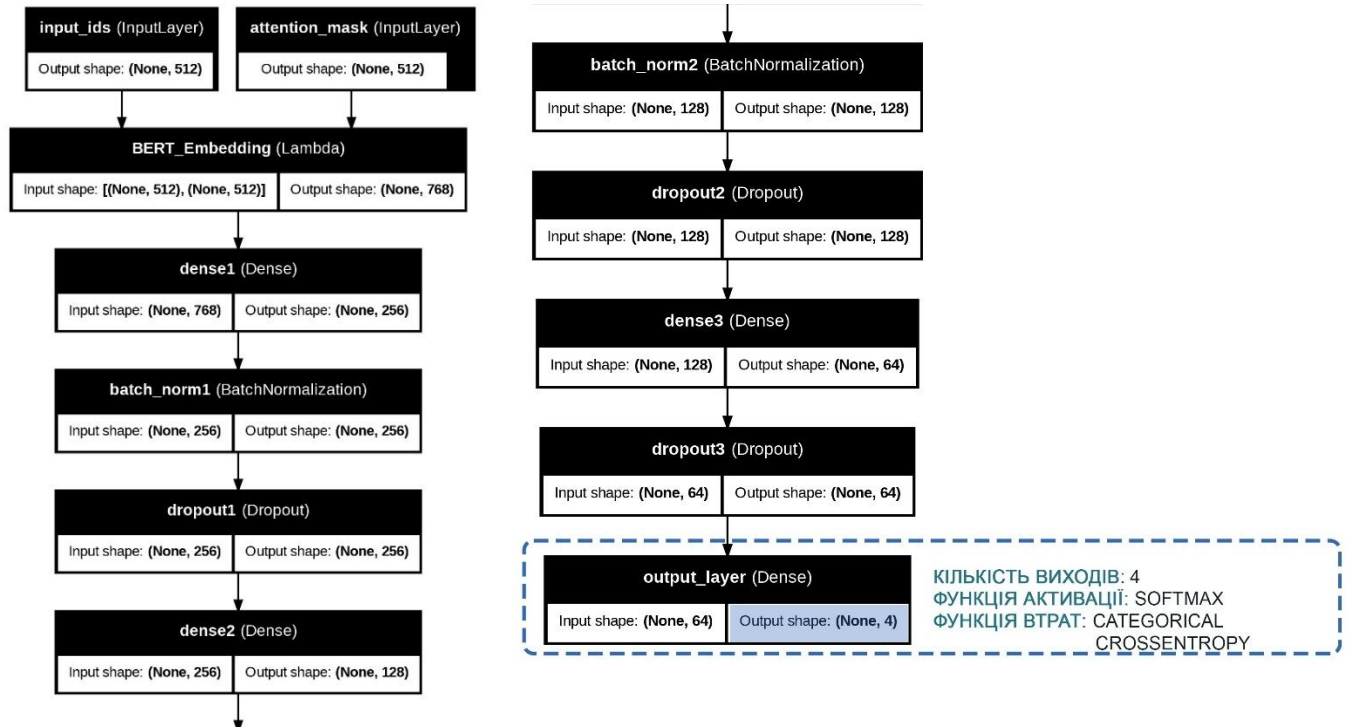 input_ids (InputLayer)
Output shape: (None, 512)
attention_mask (InputLayer)
Output shape: (None, 512)
BERT_Embedding (Lambda)
Input shape: [(None, 512), (None, 512)]
Output shape: (None, 768)
dense1 (Dense)
Input shape: (None, 768)
Output shape: (None, 256)
batch_norm1 (BatchNormalization)
Input shape: (None, 256)
Output shape: (None, 256)
dropout1 (Dropout)
Input shape: (None, 256)
Output shape: (None, 256)
dense2 (Dense)
Input shape: (None, 256)
Output shape: (None, 128)
batch_norm2 (BatchNormalization)
Input shape: (None, 128)
Output shape: (None, 128)
dropout2 (Dropout)
Input shape: (None, 128)
Output shape: (None, 128)
dense3 (Dense)
Input shape: (None, 128)
Output shape: (None, 64)
dropout3 (Dropout)
Input shape: (None, 64)
Output shape: (None, 64)
output_layer (Dense)
Input shape: (None, 64)
Output shape: (None, 4)
КІЛЬКІСТЬ ВИХОДІВ: 4
ФУНКЦІЯ АКТИВАЦІЇ: SOFTMAX
ФУНКЦІЯ ВТРАТ: CATEGORICAL
CROSSENTROPY